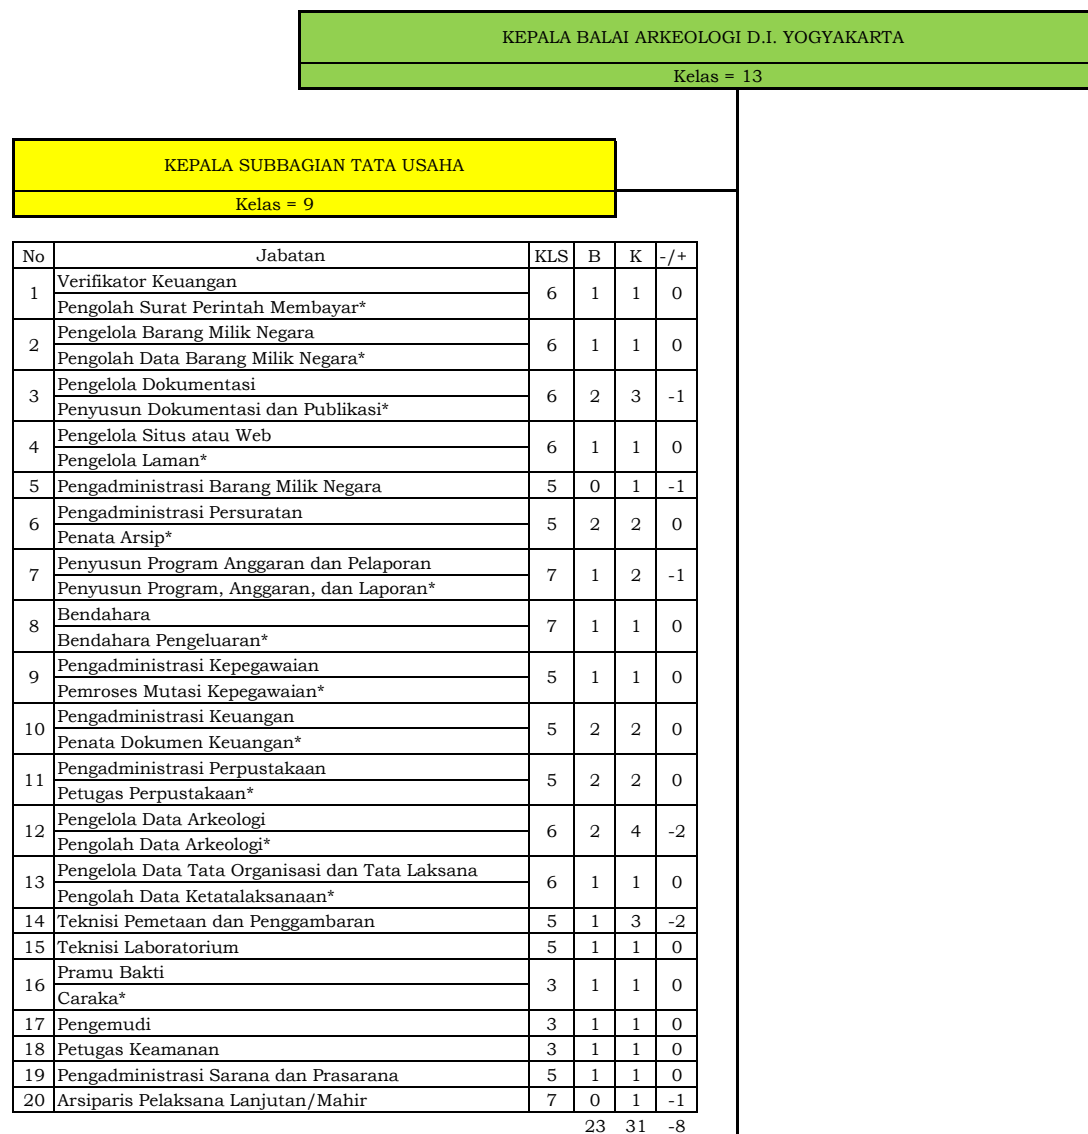 KEPALA BALAI ARKEOLOGI D.I. YOGYAKARTA
Kelas = 13
KEPALA SUBBAGIAN TATA USAHA
Kelas = 9
No Jabatan KLS B K -/+
1 Verifikator Keuangan 6 1 1 0
Pengolah Surat Perintah Membayar*
2 Pengelola Barang Milik Negara 6 1 1 0
Pengolah Data Barang Milik Negara*
3 Pengelola Dokumentasi 6 2 3 -1
Penyusun Dokumentasi dan Publikasi*
4 Pengelola Situs atau Web 6 1 1 0
Pengelola Laman*
5 Pengadministrasi Barang Milik Negara 5 0 1 -1
6 Pengadministrasi Persuratan 5 2 2 0
Penata Arsip*
7 Penyusun Program Anggaran dan Pelaporan 7 1 2 -1
Penyusun Program, Anggaran, dan Laporan*
8 Bendahara 7 1 1 0
Bendahara Pengeluaran*
9 Pengadministrasi Kepegawaian 5 1 1 0
Pemroses Mutasi Kepegawaian*
10 Pengadministrasi Keuangan 5 2 2 0
Penata Dokumen Keuangan*
11 Pengadministrasi Perpustakaan 5 2 2 0
Petugas Perpustakaan*
12 Pengelola Data Arkeologi 6 2 4 -2
Pengolah Data Arkeologi*
13 Pengelola Data Tata Organisasi dan Tata Laksana 6 1 1 0
Pengolah Data Ketatalaksanaan*
14 Teknisi Pemetaan dan Penggambaran 5 1 3 -2
15 Teknisi Laboratorium 5 1 1 0
16 Pramu Bakti 3 1 1 0
Caraka*
17 Pengemudi 3 1 1 0
18 Petugas Keamanan 3 1 1 0
19 Pengadministrasi Sarana dan Prasarana 5 1 1 0
20 Arsiparis Pelaksana Lanjutan/Mahir 7 0 1 -1
23 31 -8